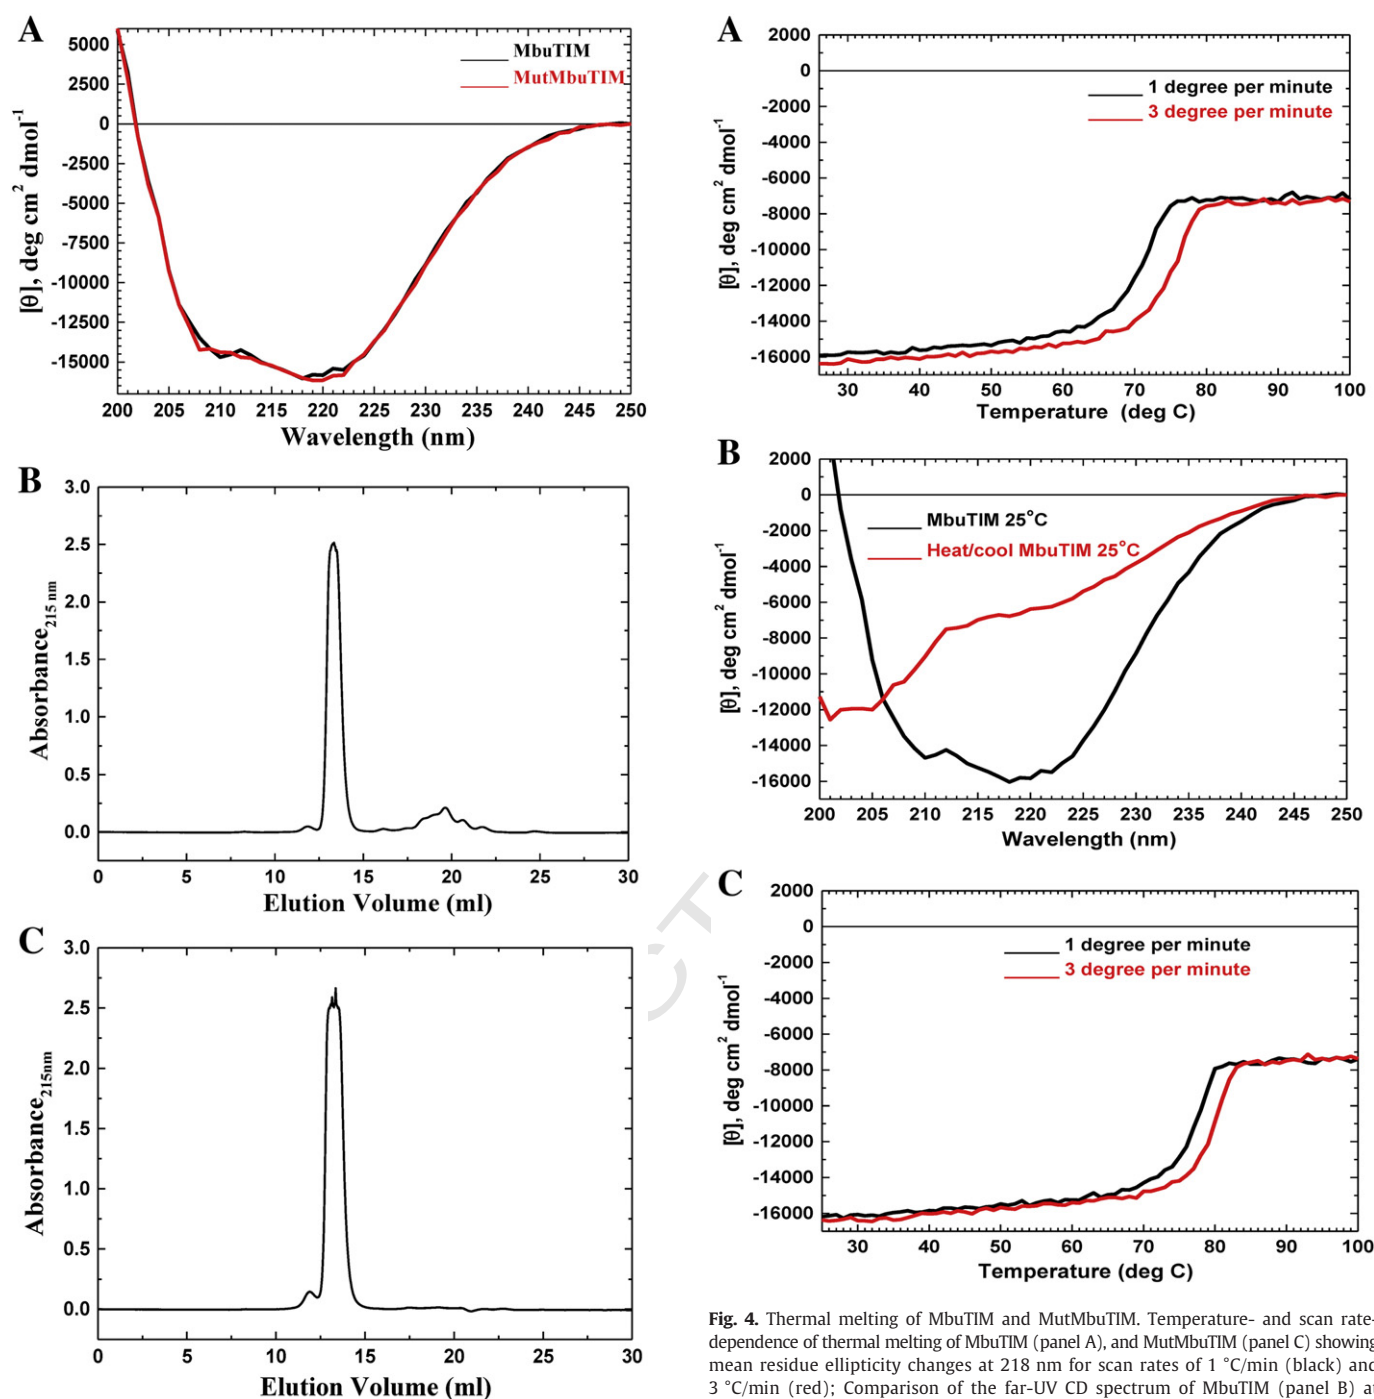 A
[θ], deg cm² dmol⁻¹
5000
2500
0
-2500
-5000
-7500
-10000
-12500
-15000
MbuTIM
MutMbuTIM
200 205 210 215 220 225 230 235 240 245 250
Wavelength (nm)
B
Absorbance215 nm
3.0
2.5
2.0
1.5
1.0
0.5
0.0
0 5 10 15 20 25 30
Elution Volume (ml)
C
Absorbance215nm
3.0
2.5
2.0
1.5
1.0
0.5
0.0
0 5 10 15 20 25 30
Elution Volume (ml)
A
[θ], deg cm² dmol⁻¹
2000
0
-2000
-4000
-6000
-8000
-10000
-12000
-14000
-16000
1 degree per minute
3 degree per minute
30 40 50 60 70 80 90 100
Temperature (deg C)
B
[θ], deg cm² dmol⁻¹
2000
0
-2000
-4000
-6000
-8000
-10000
-12000
-14000
-16000
MbuTIM 25°C
Heat/cool MbuTIM 25°C
200 205 210 215 220 225 230 235 240 245 250
Wavelength (nm)
C
[θ], deg cm² dmol⁻¹
2000
0
-2000
-4000
-6000
-8000
-10000
-12000
-14000
-16000
1 degree per minute
3 degree per minute
30 40 50 60 70 80 90 100
Temperature (deg C)
Fig. 4. Thermal melting of MbuTIM and MutMbuTIM. Temperature- and scan rate-
dependence of thermal melting of MbuTIM (panel A), and MutMbuTIM (panel C) showing
mean residue ellipticity changes at 218 nm for scan rates of 1 °C/min (black) and
3 °C/min (red); Comparison of the far-UV CD spectrum of MbuTIM (panel B) at
CT